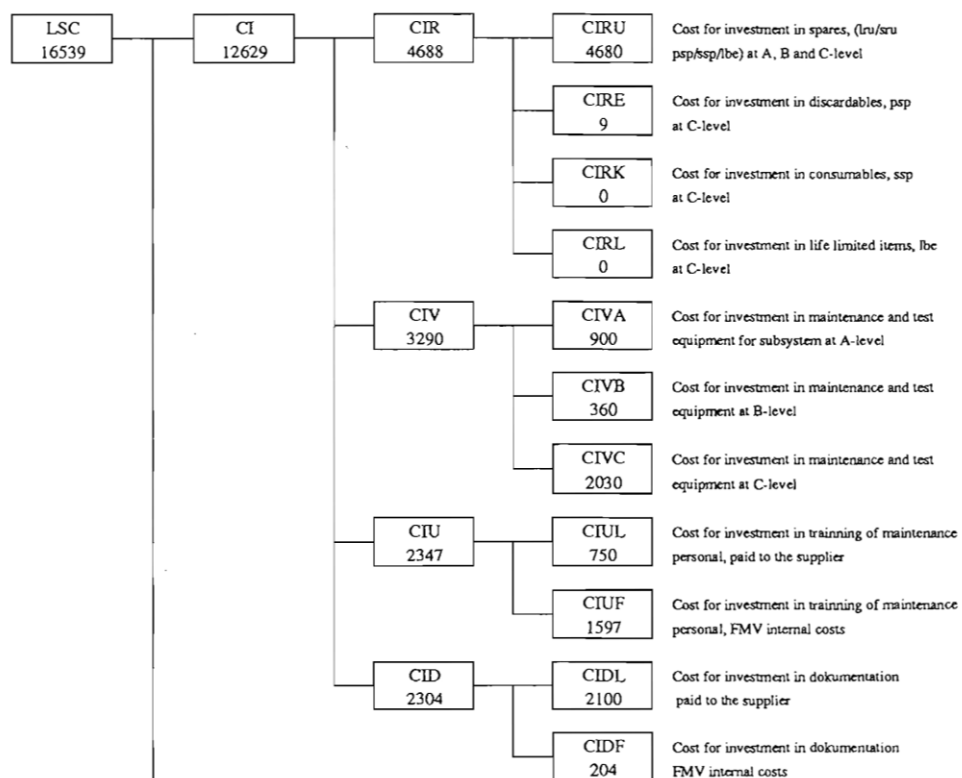 LSC
16539
CI
12629
CIR
4688
CIRU
4680
Cost for investment in spares, (lru/sru
psp/ssp/lbe) at A, B and C-level
CIRE
9
Cost for investment in discardables, psp
at C-level
CIRK
0
Cost for investment in consumables, ssp
at C-level
CIRL
0
Cost for investment in life limited items, lbe
at C-level
CIV
3290
CIVA
900
Cost for investment in maintenance and test
equipment for subsystem at A-level
CIVB
360
Cost for investment in maintenance and test
equipment at B-level
CIVC
2030
Cost for investment in maintenance and test
equipment at C-level
CIU
2347
CIUL
750
Cost for investment in trainning of maintenance
personal, paid to the supplier
CIUF
1597
Cost for investment in trainning of maintenance
personal, FMV internal costs
CID
2304
CIDL
2100
Cost for investment in dokumentation
paid to the supplier
CIDF
204
Cost for investment in dokumentation
FMV internal costs